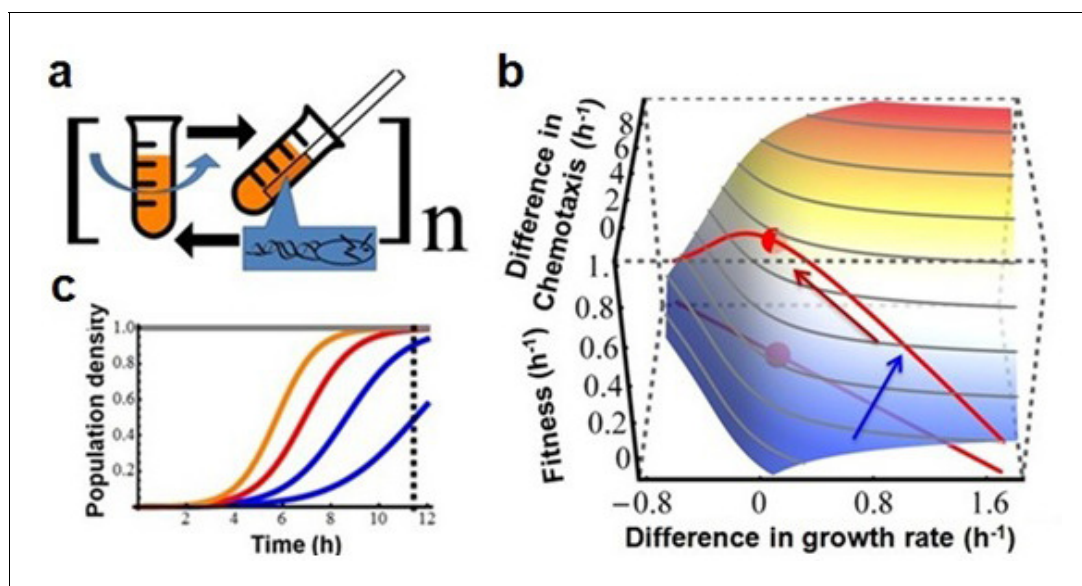 a
n
b
Difference in
Chemotaxis (h-1)
8
6
4
2
0
Fitness (h-1)
1.
0.8
0.6
0.4
0.2
0
−0.8 0 0.8 1.6
Difference in growth rate (h-1)
c
Population density
1.0
0.8
0.6
0.4
0.2
2 4 6 8 10 12
Time (h)